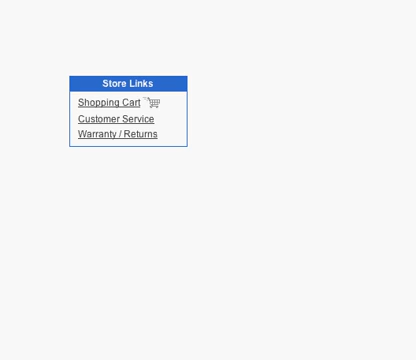 Store Links
Shopping Cart
Customer Service
Warranty / Returns